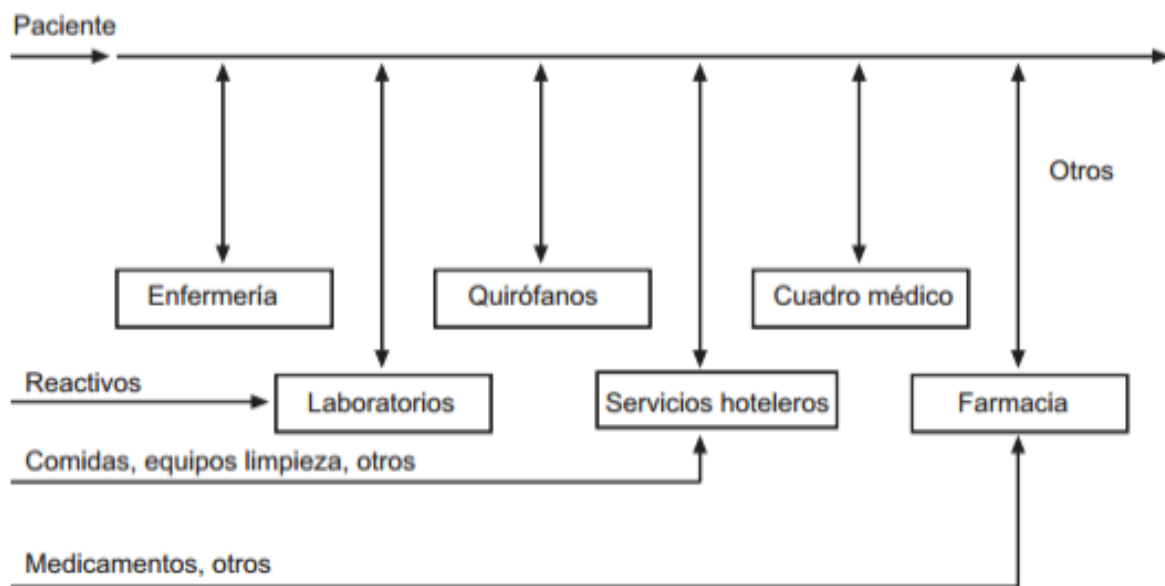 Paciente
Otros
Enfermería
Quirófanos
Cuadro médico
Reactivos
Laboratorios
Servicios hoteleros
Farmacia
Comidas, equipos limpieza, otros
Medicamentos, otros